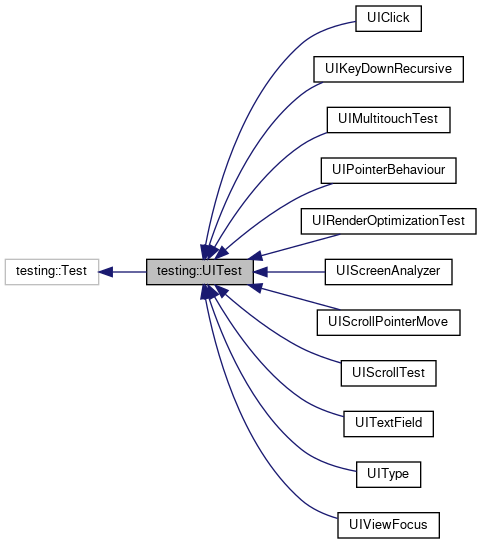 UIClick
UIKeyDownRecursive
UIMultitouchTest
UIPointerBehaviour
UIRenderOptimizationTest
testing::Test
testing::UITest
UIScreenAnalyzer
UIScrollPointerMove
UIScrollTest
UITextField
UIType
UIViewFocus